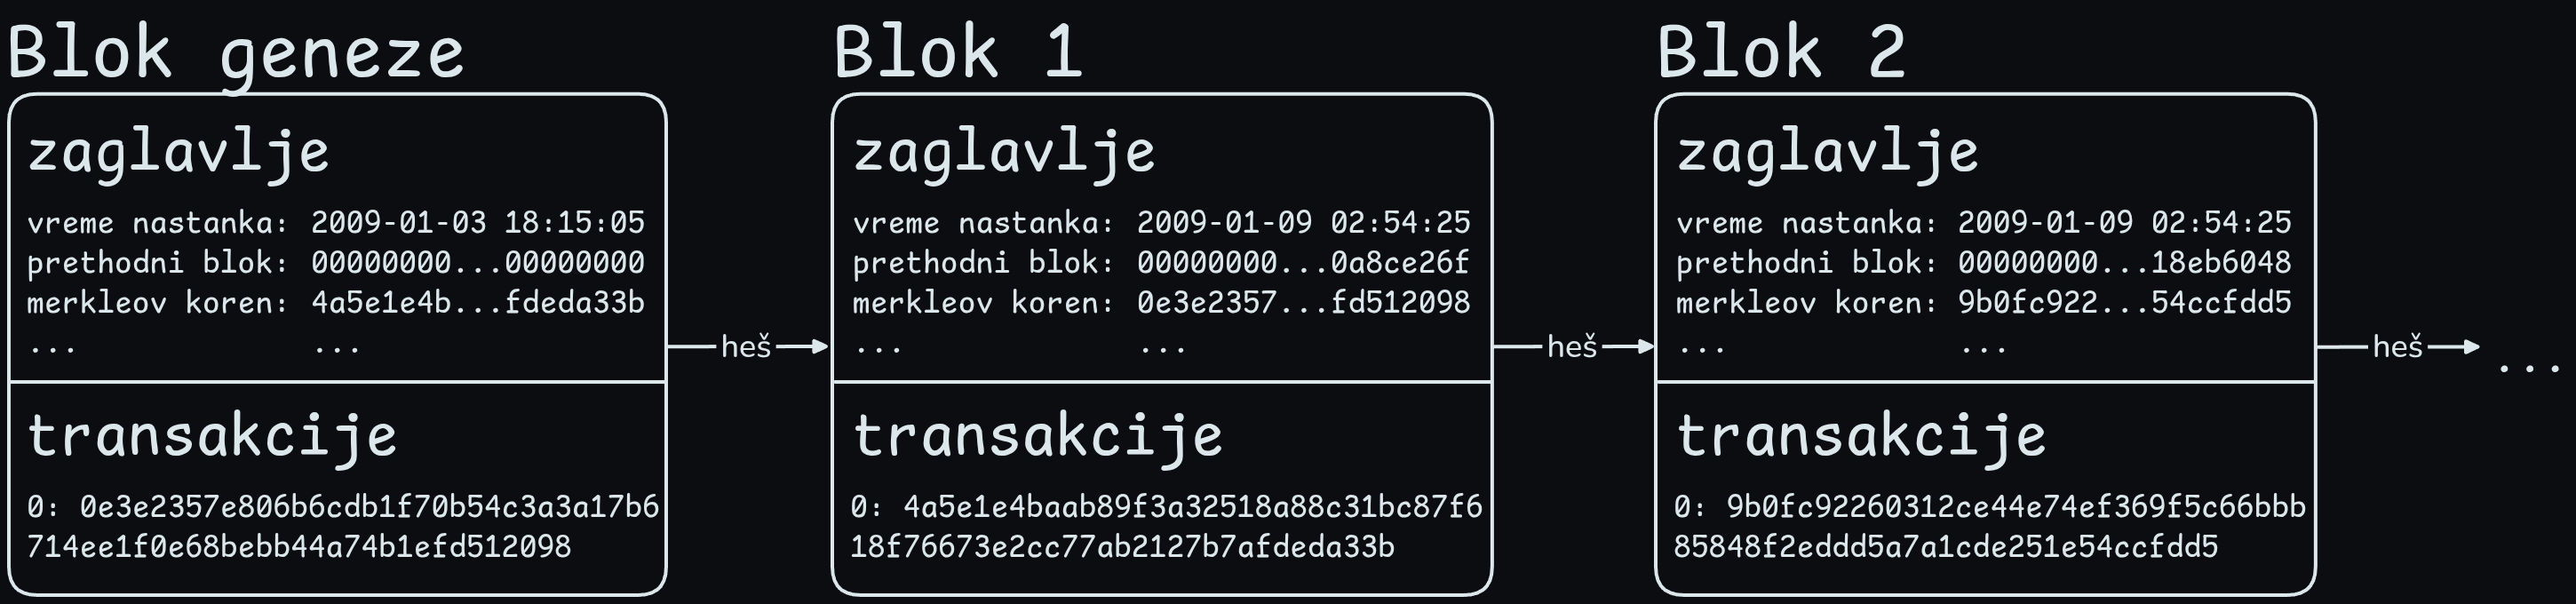 Blok geneze
zaglavlje
vreme nastanka: 2009-01-03 18:15:05
prethodni blok: 00000000...00000000
merkleov koren: 4a5e1e4b...fdeda33b
... ...
transakcije
0: 0e3e2357e806b6cdb1f70b54c3a3a17b6
714ee1f0e68bebb44a74b1efd512098
heš
Blok 1
zaglavlje
vreme nastanka: 2009-01-09 02:54:25
prethodni blok: 00000000...0a8ce26f
merkleov koren: 0e3e2357...fd512098
... ...
transakcije
0: 4a5e1e4baab89f3a32518a88c31bc87f6
18f76673e2cc77ab2127b7afdeda33b
heš
Blok 2
zaglavlje
vreme nastanka: 2009-01-09 02:54:25
prethodni blok: 00000000...18eb6048
merkleov koren: 9b0fc922...54ccfdd5
... ...
transakcije
0: 9b0fc92260312ce44e74ef369f5c66bbb
85848f2eddd5a7a1cde251e54ccfdd5
heš
...